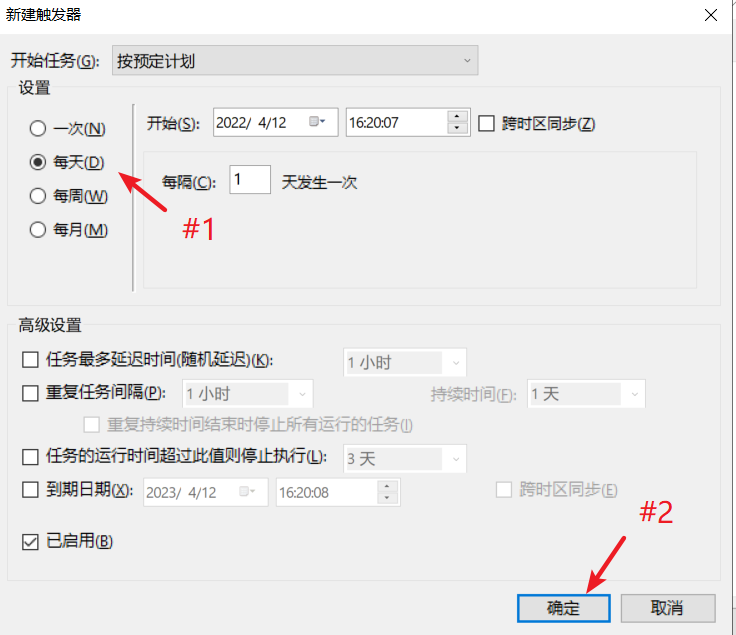 新建触发器
开始任务(G): 按预定计划
设置
一次(N)
每天(D)
每周(W)
每月(M)
开始(S): 2022/ 4/12 16:20:07 跨时区同步(Z)
每隔(C): 1 天发生一次
#1
高级设置
任务最多延迟时间(随机延迟)(K): 1 小时
重复任务间隔(P): 1 小时 持续时间(F): 1 天
重复持续时间结束时停止所有运行的任务(I)
任务的运行时间超过此值则停止执行(L): 3 天
到期日期(X): 2023/ 4/12 16:20:08 跨时区同步(E)
#2
已启用(B)
确定 取消